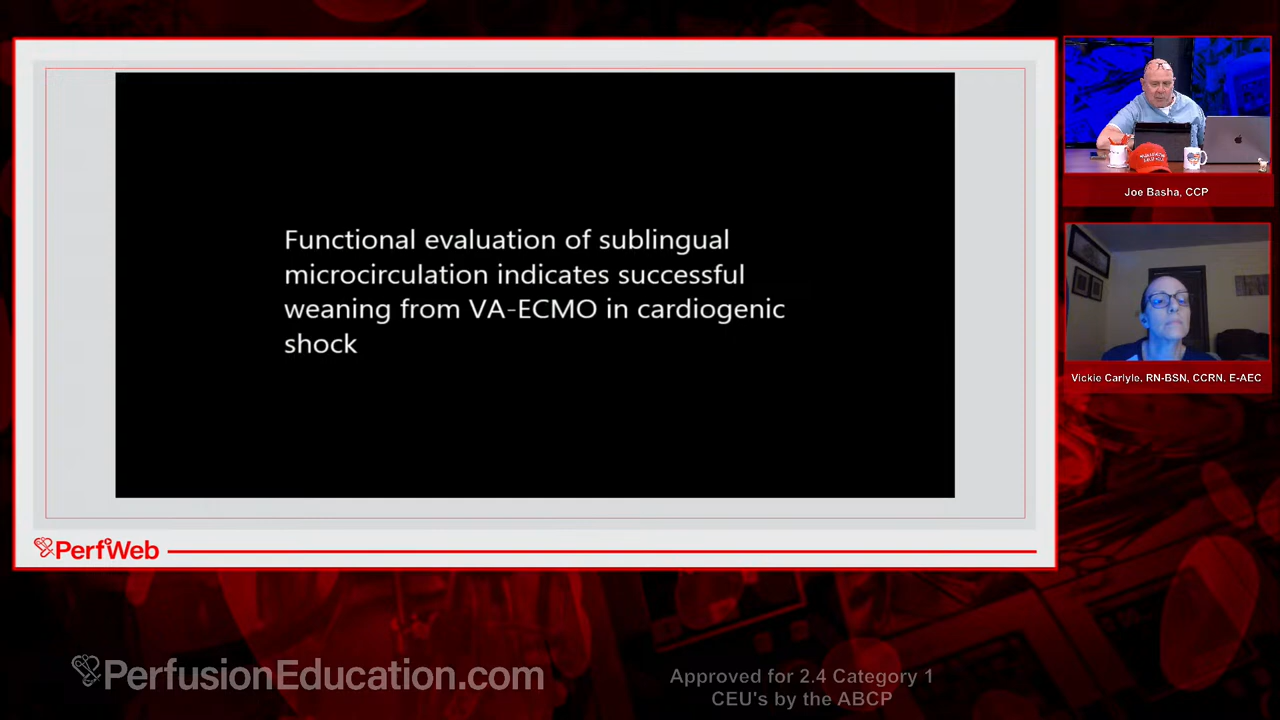 Functional evaluation of sublingual
microcirculation indicates successful
weaning from VA-ECMO in cardiogenic
shock
PerfWeb
Joe Basha, CCP
Vickie Carlyle, RN-BSN, CCRN, E-AEC
PerfusionEducation.com
Approved for 2.4 Category 1
CEU's by the ABCP